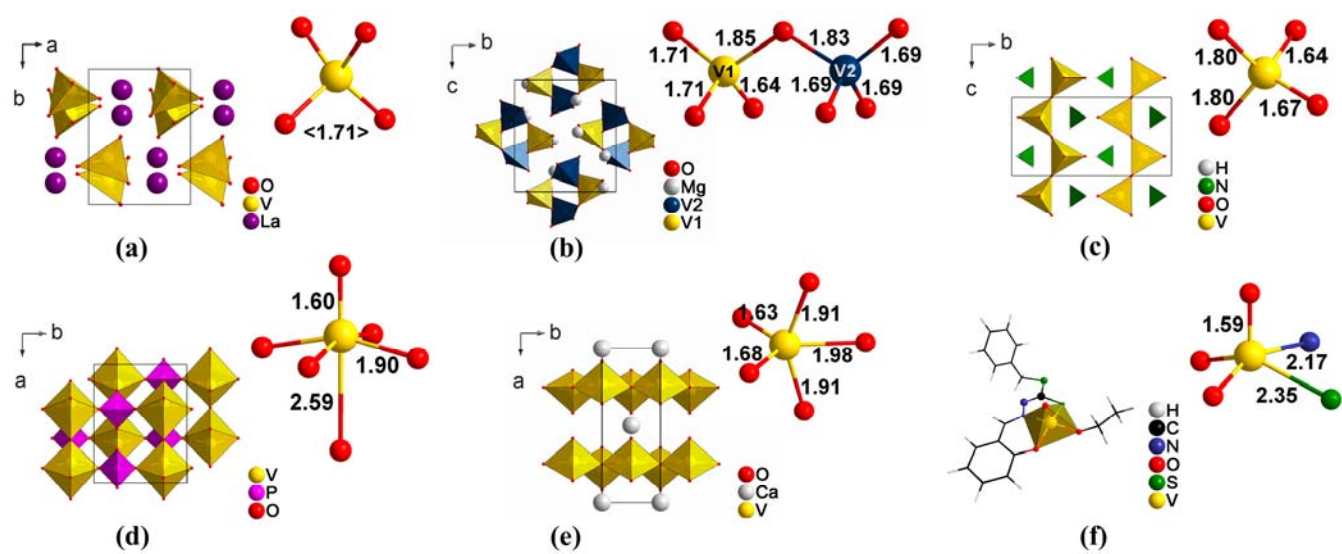 a
b
<1.71>
O
V
La
(a)
b
c
1.71
1.85
1.83
1.69
V1
V2
1.71
1.64
1.69
1.69
O
Mg
V2
V1
(b)
b
c
1.80
1.64
1.80
1.67
H
N
O
V
(c)
b
a
1.60
1.90
2.59
V
P
O
(d)
b
a
1.63
1.91
1.68
1.98
1.91
O
Ca
V
(e)
1.59
2.17
2.35
H
C
N
O
S
V
(f)